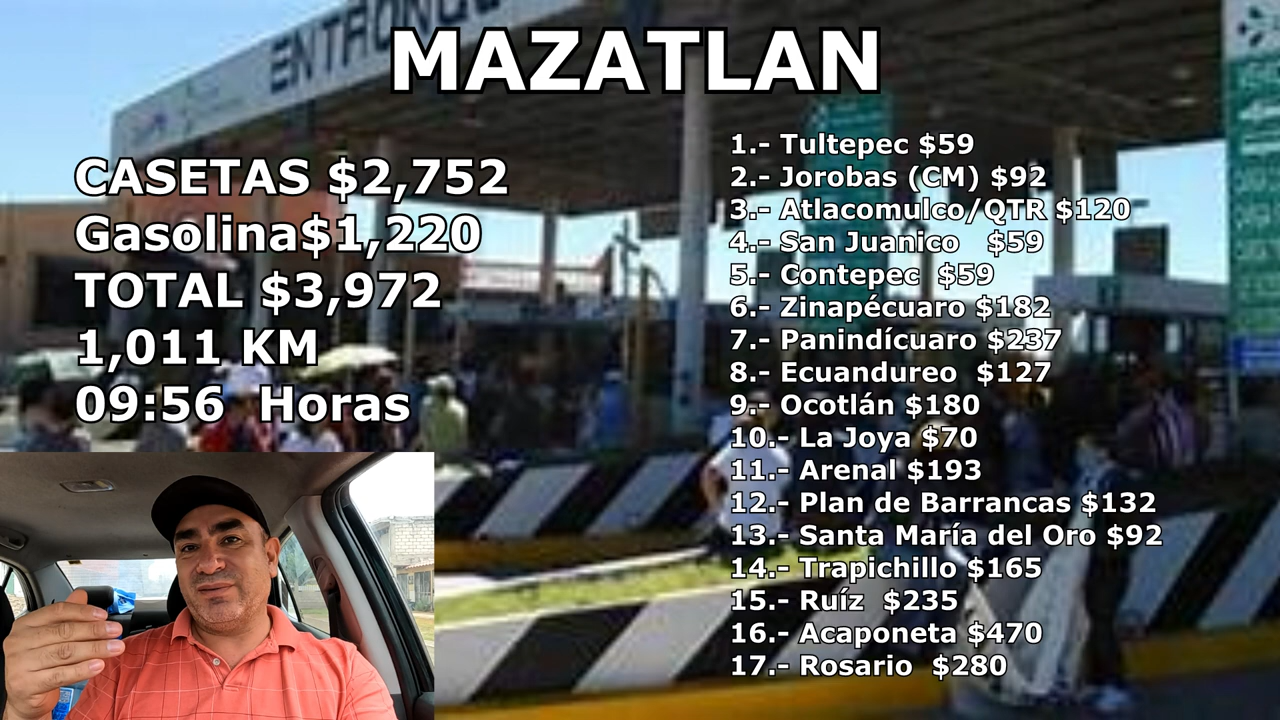 MAZATLAN
CASETAS $2,752
Gasolina$1,220
TOTAL $3,972
1,011 KM
09:56 Horas
1.- Tultepec $59
2.- Jorobas (CM) $92
3.- Atlacomulco/QTR $120
4.- San Juanico $59
5.- Contepec $59
6.- Zinapécuaro $182
7.- Panindícuaro $237
8.- Ecuandureo $127
9.- Ocotlán $180
10.- La Joya $70
11.- Arenal $193
12.- Plan de Barrancas $132
13.- Santa María del Oro $92
14.- Trapichillo $165
15.- Ruíz $235
16.- Acaponeta $470
17.- Rosario $280